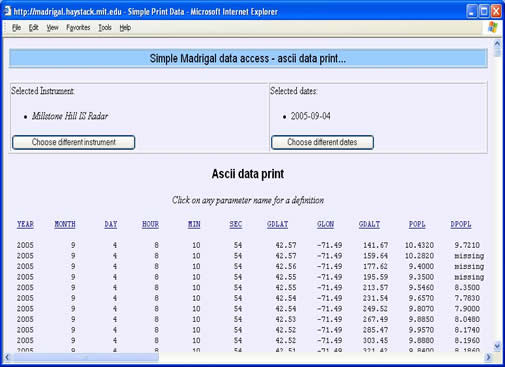 http://madrigal.haystack.mit.edu - Simple Print Data - Microsoft Internet Explorer
File Edit View Favorites Tools Help
Simple Madrigal data access - ascii data print...
Selected Instrument: Selected dates:
• Millstone Hill IS Radar • 2005-09-04
Choose different instrument Choose different dates
Ascii data print
Click on any parameter name for a definition
YEAR MONTH DAY HOUR MIN SEC GDLAT GLON GDALT POPL DPOPL
2005 9 4 8 10 54 42.57 -71.49 141.67 10.4320 9.7210
2005 9 4 8 10 54 42.57 -71.49 159.64 10.2820 missing
2005 9 4 8 10 54 42.56 -71.49 177.62 9.4000 missing
2005 9 4 8 10 54 42.56 -71.49 195.59 9.3590 missing
2005 9 4 8 10 54 42.55 -71.49 213.57 9.5460 8.3500
2005 9 4 8 10 54 42.54 -71.49 231.54 9.6570 7.7830
2005 9 4 8 10 54 42.54 -71.49 249.52 9.8070 7.9000
2005 9 4 8 10 54 42.53 -71.49 267.49 9.8850 8.0480
2005 9 4 8 10 54 42.52 -71.49 285.47 9.9570 8.1740
2005 9 4 8 10 54 42.52 -71.49 303.45 9.9880 8.1960
2005 9 4 8 10 54 42.51 -71.49 321.42